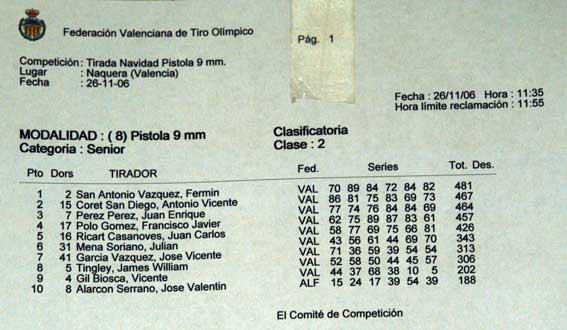 Federación Valenciana de Tiro Olímpico
Pág. 1
Competición : Tirada Navidad Pistola 9 mm.
Lugar : Naquera (Valencia)
Fecha : 26-11-06
Fecha : 26/11/06 Hora : 11:35
Hora límite reclamación : 11:55
MODALIDAD : ( 8) Pistola 9 mm Clasificatoria
Categoria : Senior Clase : 2
Pto Dors TIRADOR Fed. Series Tot. Des.
1 2 San Antonio Vazquez, Fermin VAL 70 89 84 72 84 82 481
2 15 Coret San Diego, Antonio Vicente VAL 86 81 75 83 69 73 467
3 7 Perez Perez, Juan Enrique VAL 77 74 76 84 84 69 464
4 17 Polo Gomez, Francisco Javier VAL 62 75 89 87 83 61 457
5 16 Ricart Casanoves, Juan Carlos VAL 58 77 69 75 66 81 426
6 31 Mena Soriano, Julian VAL 43 56 61 44 69 70 343
7 41 Garcia Vazquez, Jose Vicente VAL 71 36 59 39 54 54 313
8 5 Tingley, James William VAL 52 58 50 44 45 57 306
9 4 Gil Biosca, Vicente VAL 44 37 68 38 10 5 202
10 8 Alarcon Serrano, Jose Valentin ALF 15 24 17 39 54 39 188
El Comité de Competición